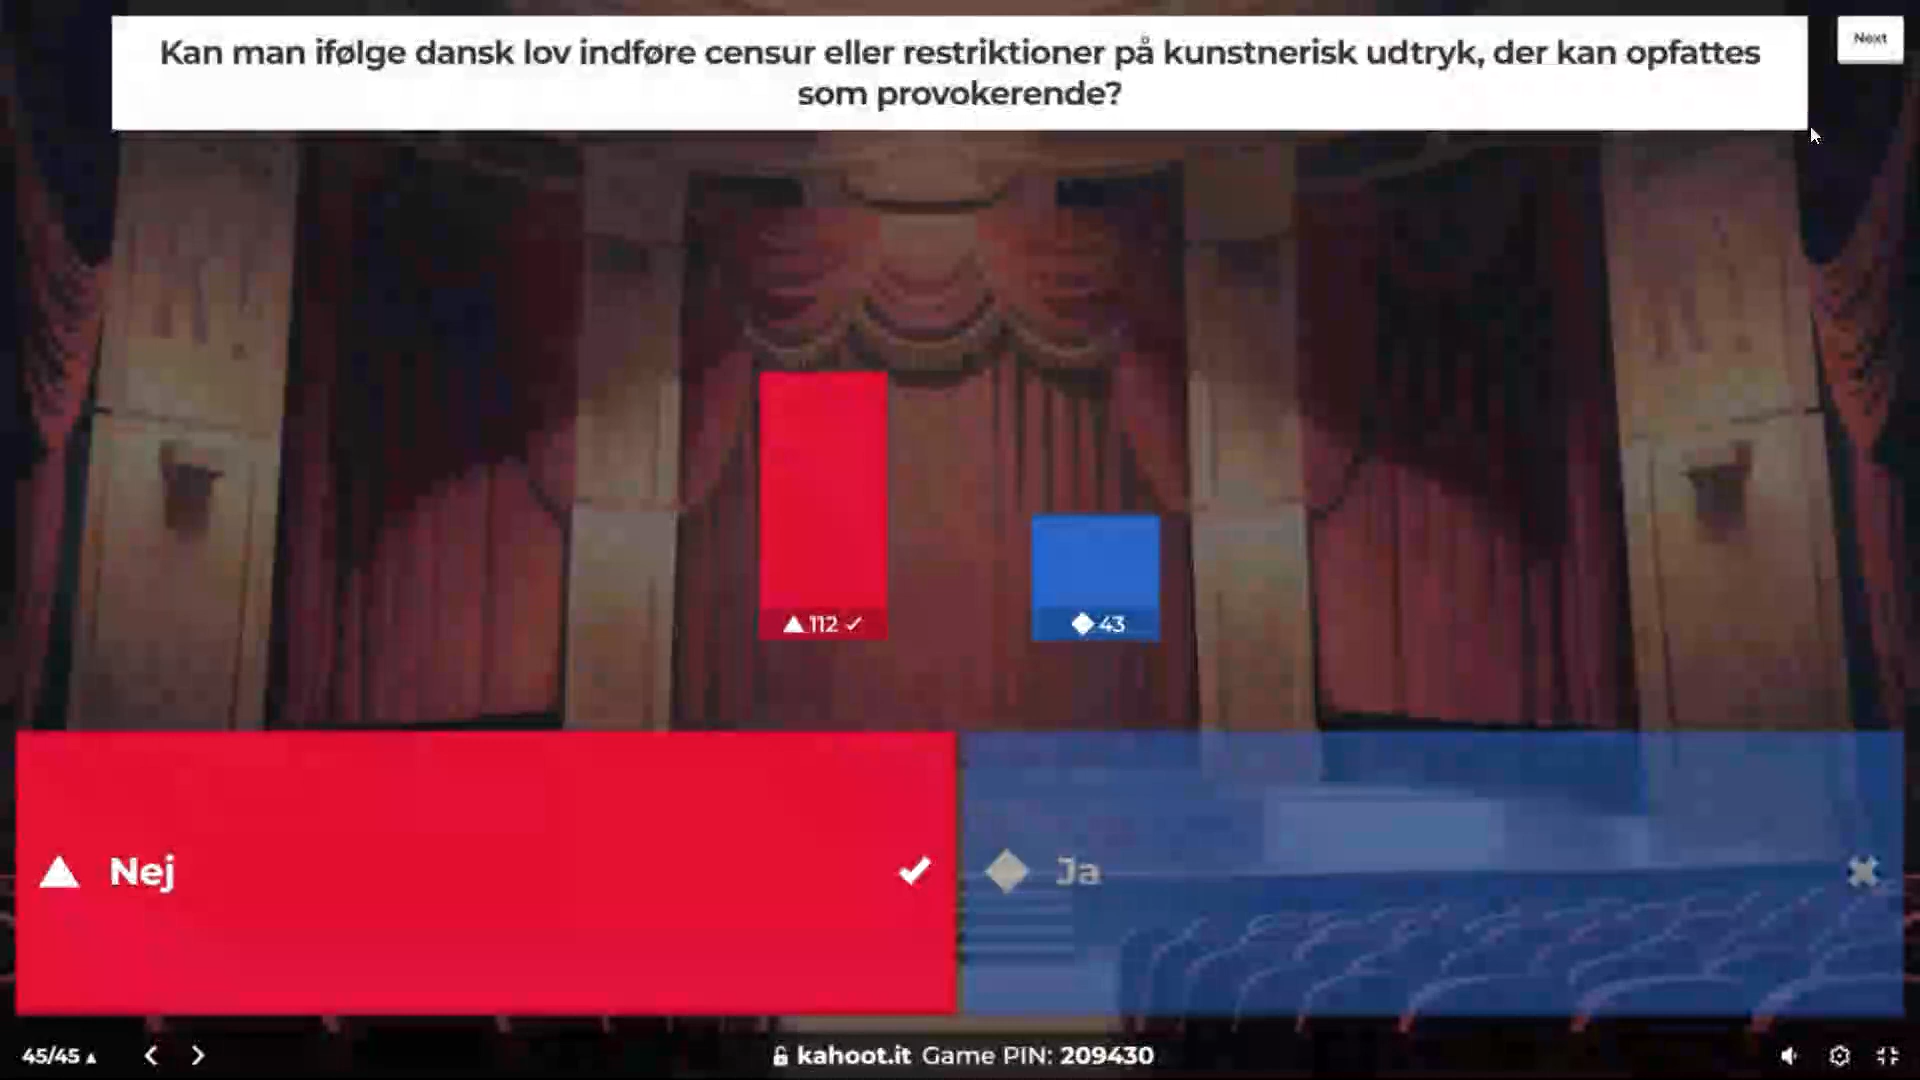 Kan man ifølge dansk lov indføre censur eller restriktioner på kunstnerisk udtryk, der kan opfattes
som provokerende?
Next
112
43
Nej
Ja
45/45
kahoot.it Game PIN: 209430